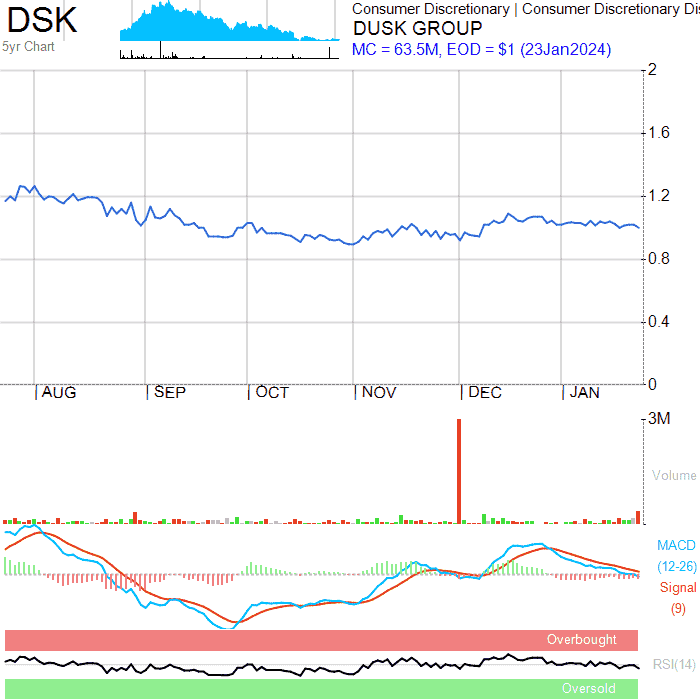 DSK
5yr Chart
Consumer Discretionary | Consumer Discretionary Dis
DUSK GROUP
MC = 63.5M, EOD = $1 (23Jan2024)
2
1.6
1.2
0.8
0.4
0
AUG
SEP
OCT
NOV
DEC
JAN
3M
Volume
MACD
(12-26)
Signal
(9)
Overbought
RSI(14)
Oversold